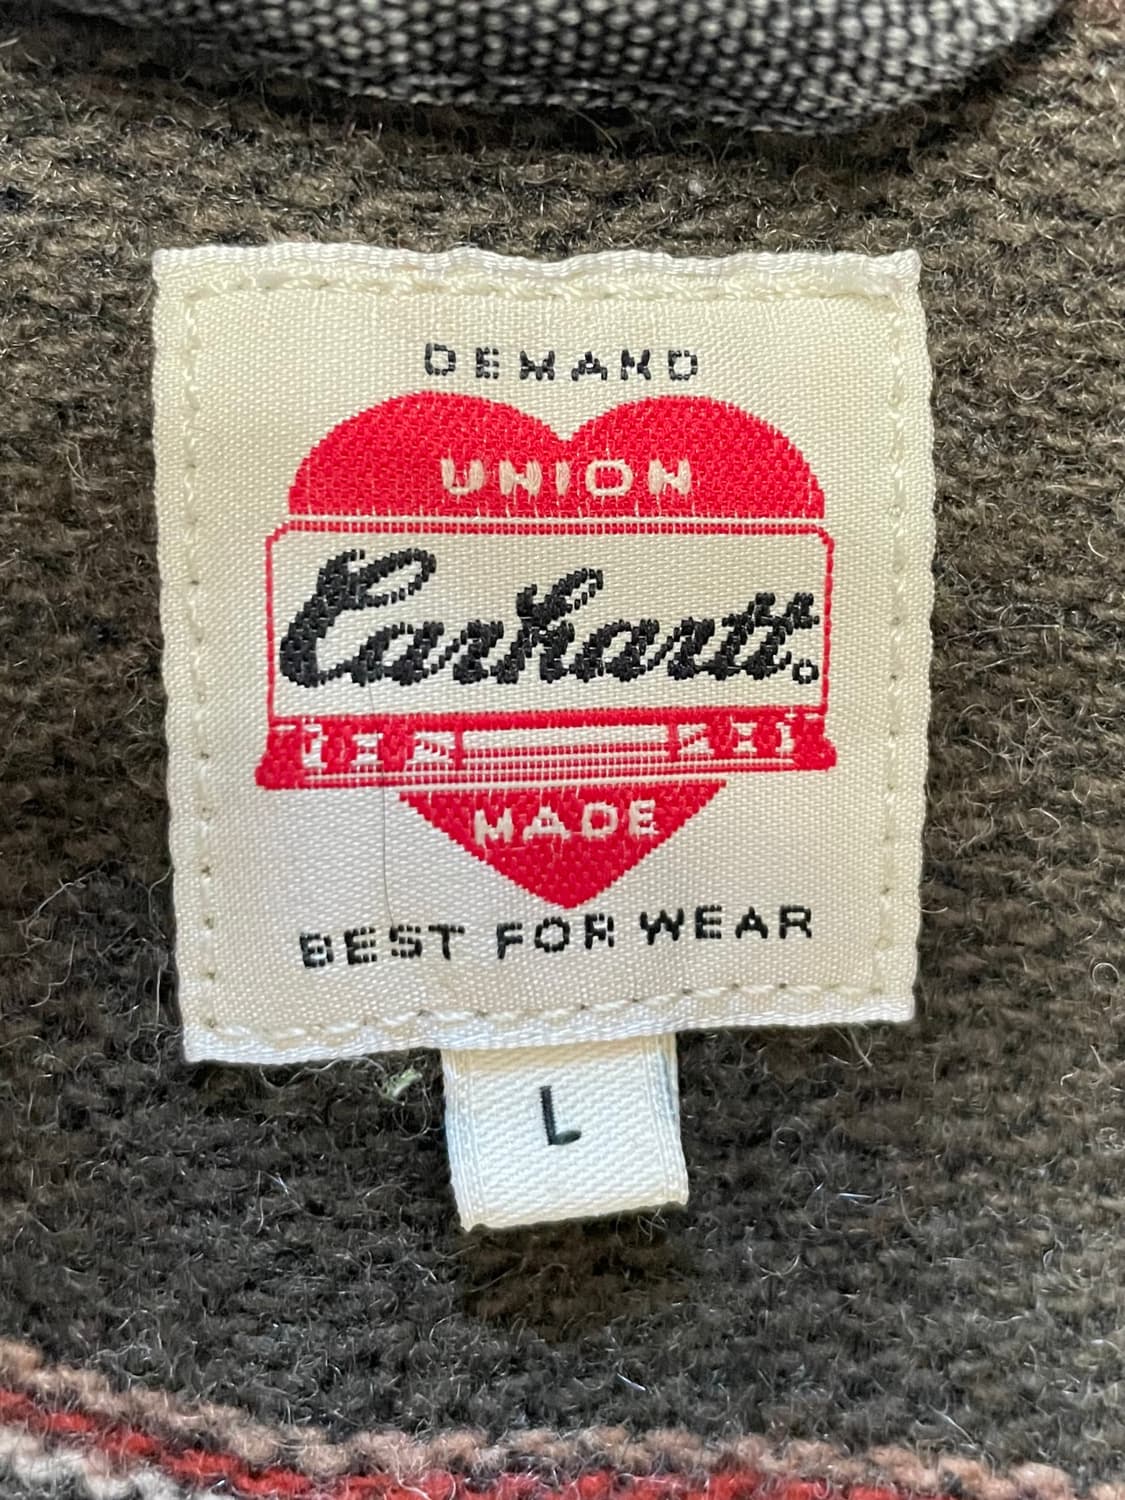 DEMAND
UNION
Carhartt
MADE
BEST FOR WEAR
L